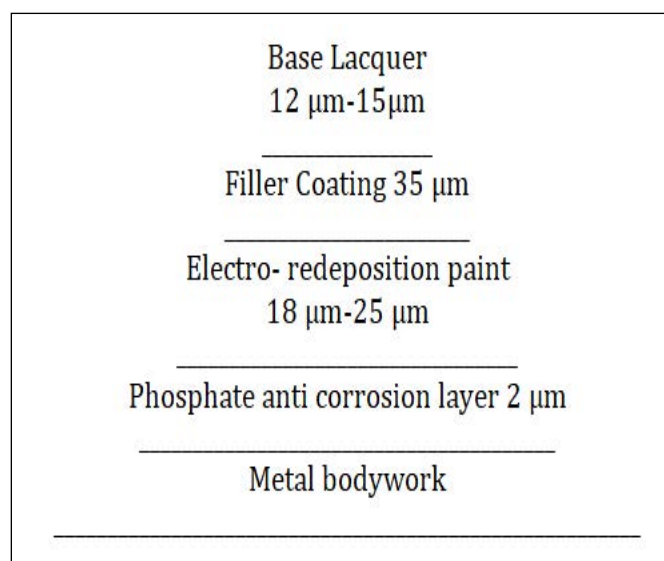 Base Lacquer
12 μm-15μm
Filler Coating 35 μm
Electro- redeposition paint
18 μm-25 μm
Phosphate anti corrosion layer 2 μm
Metal bodywork